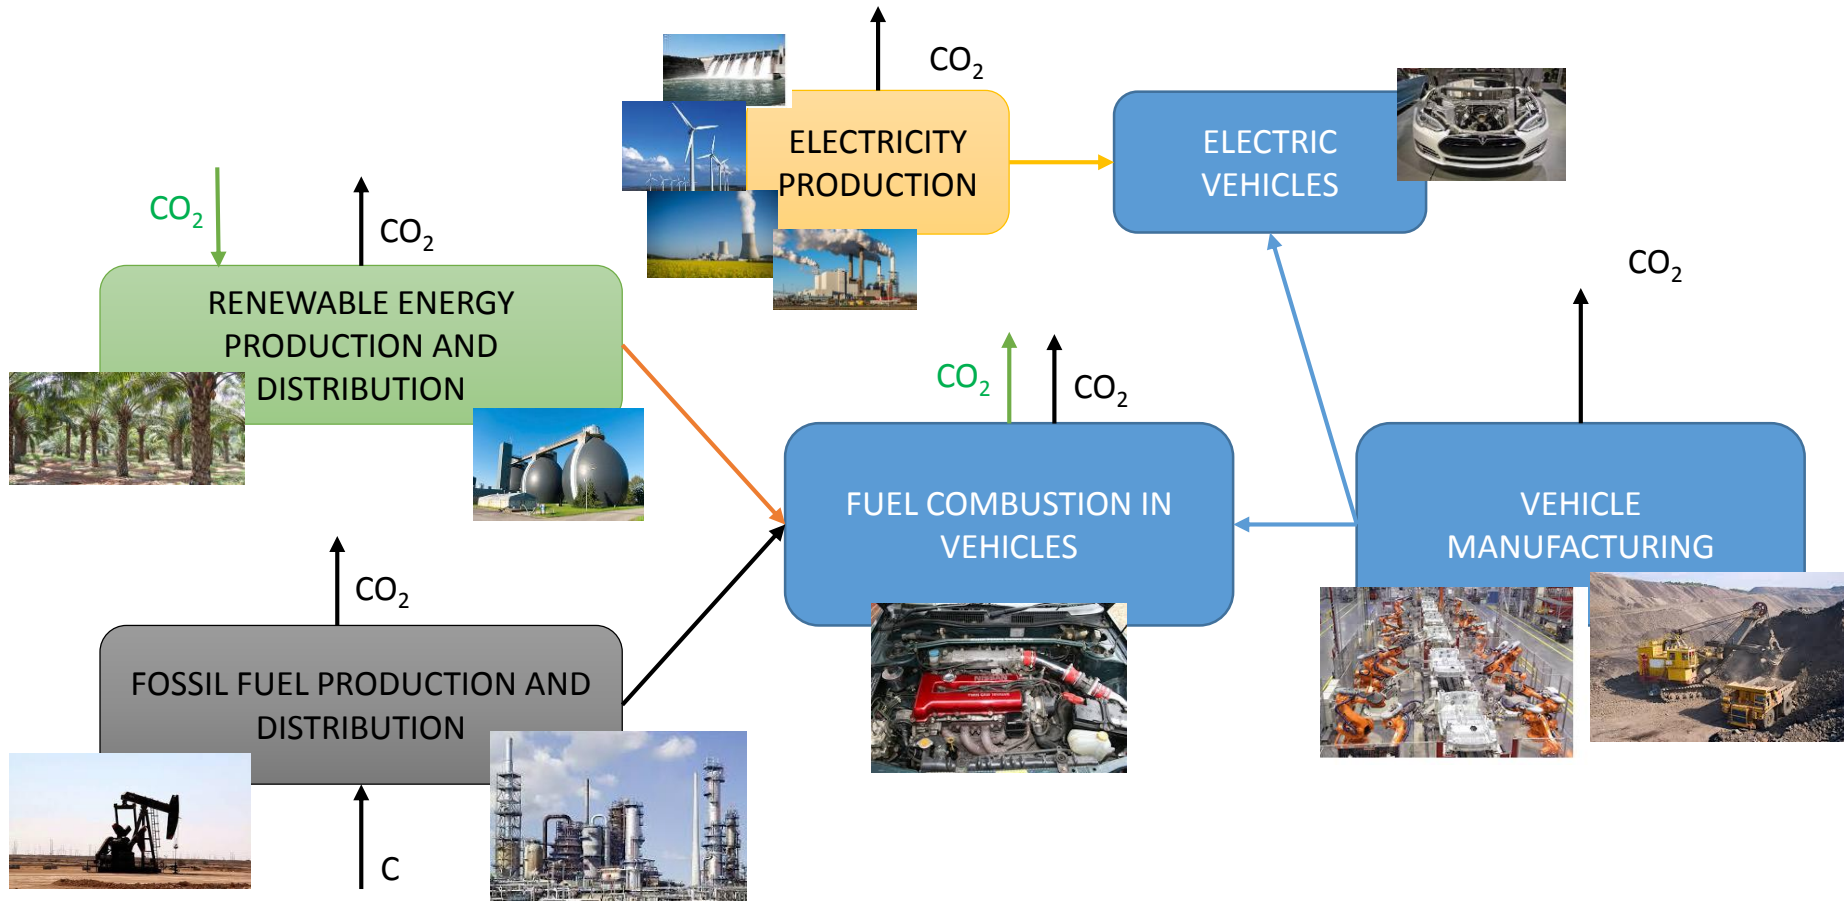 CO₂
ELECTRICITY
PRODUCTION
ELECTRIC
VEHICLES
CO₂
CO₂
RENEWABLE ENERGY
PRODUCTION AND
DISTRIBUTION
CO₂
CO₂
CO₂
FUEL COMBUSTION IN
VEHICLES
VEHICLE
MANUFACTURING
CO₂
FOSSIL FUEL PRODUCTION AND
DISTRIBUTION
C
NISSAN